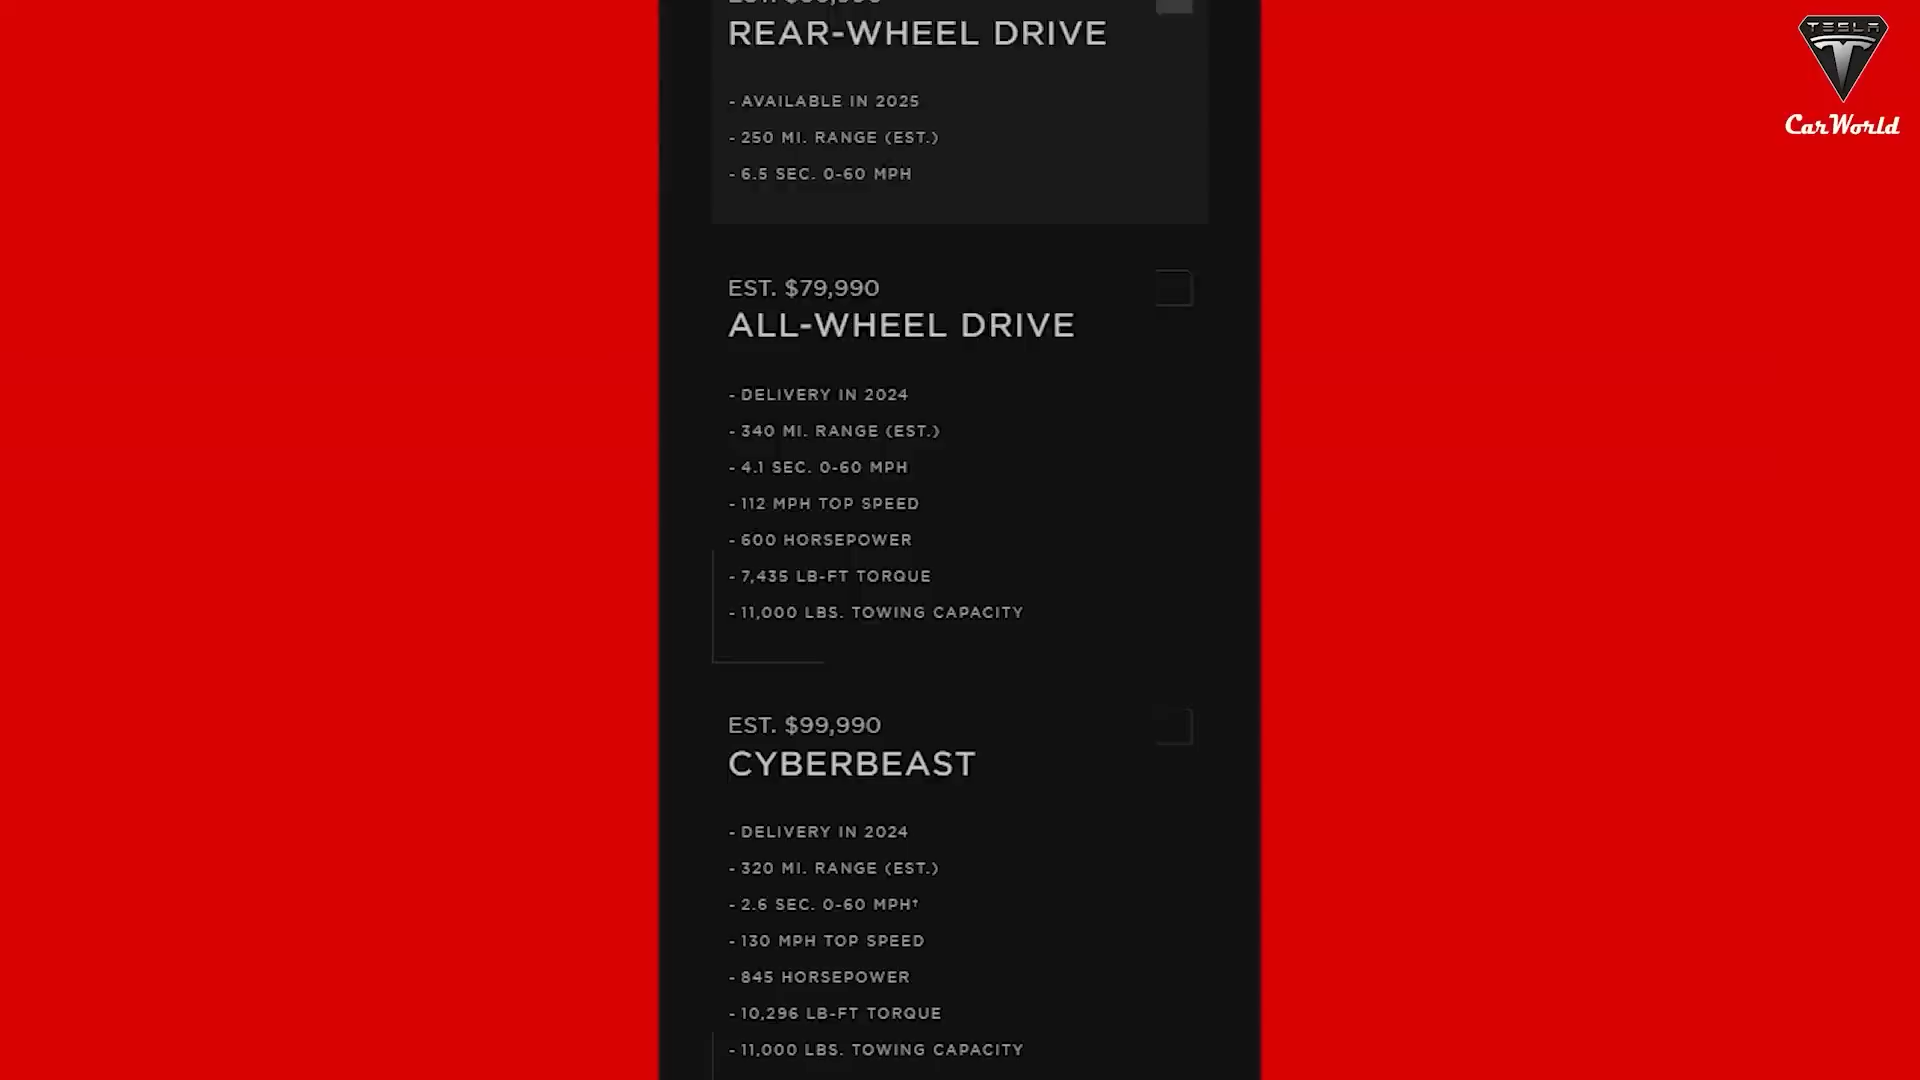 REAR-WHEEL DRIVE
- AVAILABLE IN 2025
- 250 MI. RANGE (EST.)
- 6.5 SEC. 0-60 MPH
EST. $79,990
ALL-WHEEL DRIVE
- DELIVERY IN 2024
- 340 MI. RANGE (EST.)
- 4.1 SEC. 0-60 MPH
- 112 MPH TOP SPEED
- 600 HORSEPOWER
- 7,435 LB-FT TORQUE
- 11,000 LBS. TOWING CAPACITY
EST. $99,990
CYBERBEAST
- DELIVERY IN 2024
- 320 MI. RANGE (EST.)
- 2.6 SEC. 0-60 MPH†
- 130 MPH TOP SPEED
- 845 HORSEPOWER
- 10,296 LB-FT TORQUE
- 11,000 LBS. TOWING CAPACITY
TESLA
CarWorld